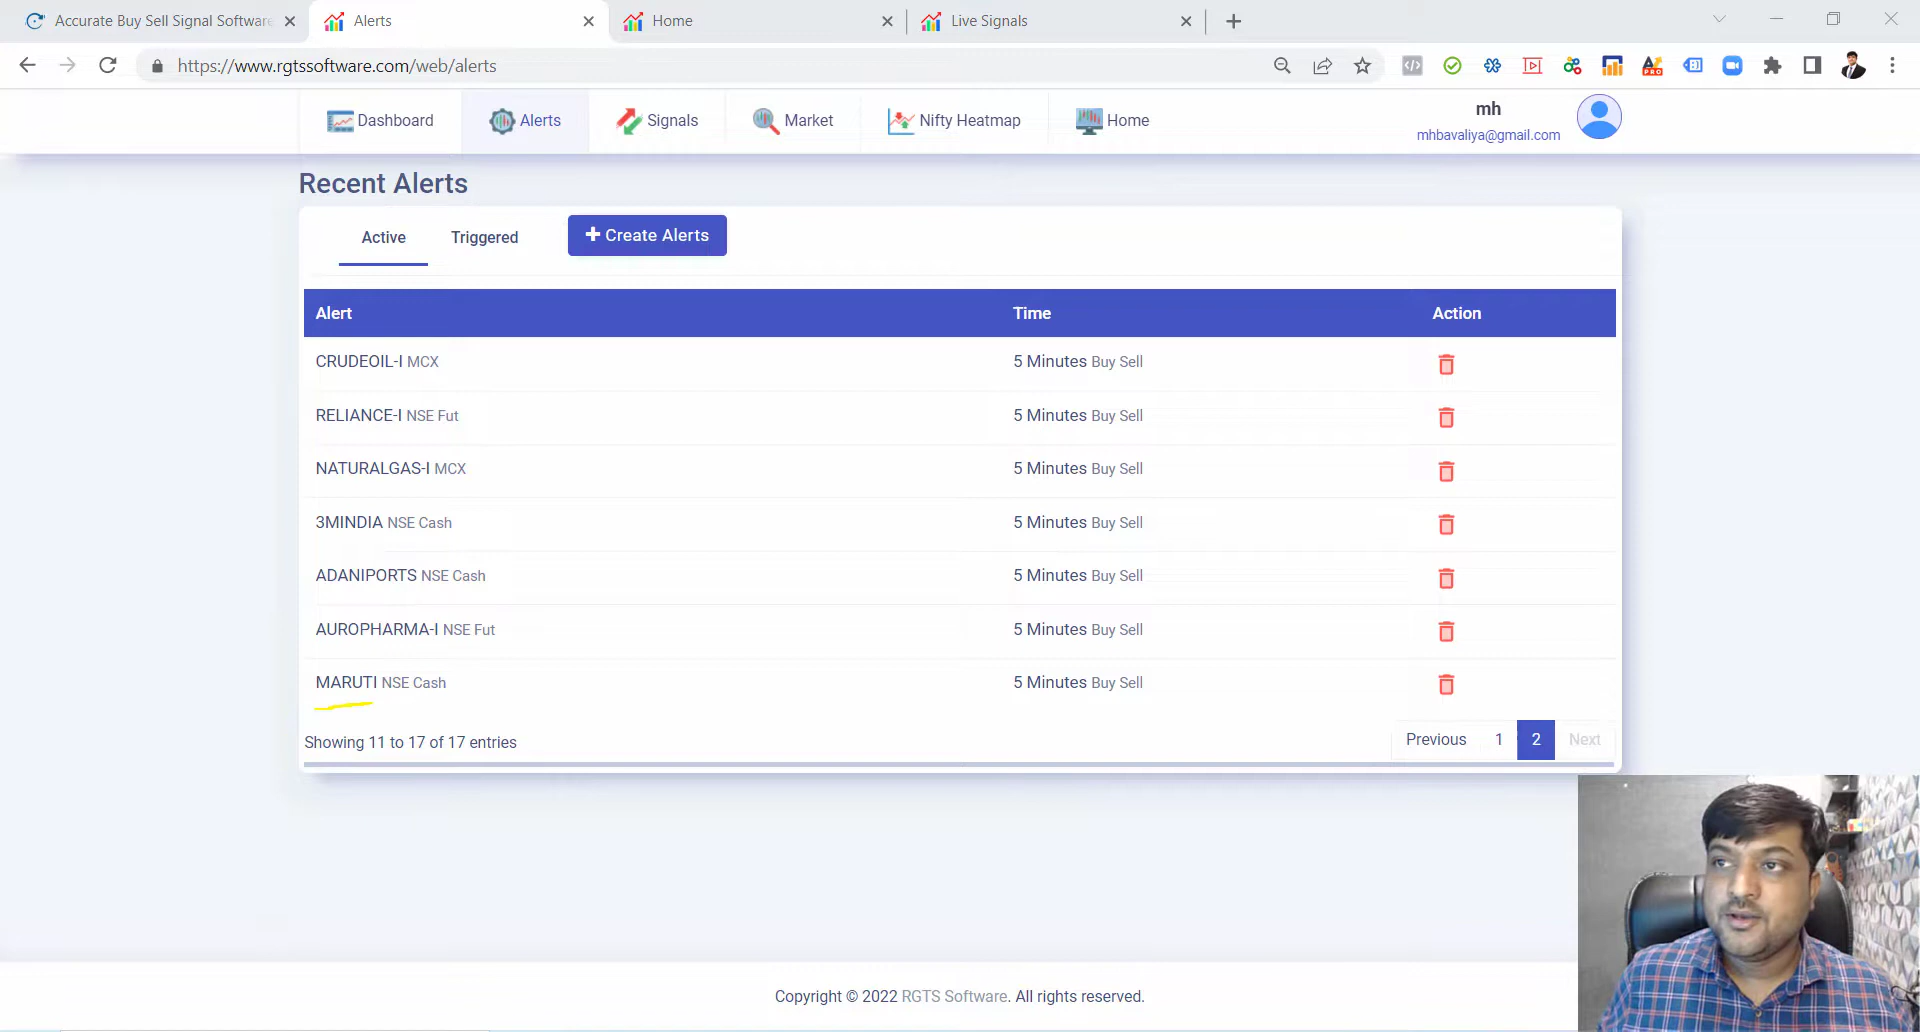 Accurate Buy Sell Signal Software
Alerts
Home
Live Signals
https://www.rgtssoftware.com/web/alerts
Dashboard
Alerts
Signals
Market
Nifty Heatmap
Home
mh
mhbavaliya@gmail.com
Recent Alerts
Active
Triggered
+ Create Alerts
Alert Time Action
CRUDEOIL-I MCX 5 Minutes Buy Sell
RELIANCE-I NSE Fut 5 Minutes Buy Sell
NATURALGAS-I MCX 5 Minutes Buy Sell
3MINDIA NSE Cash 5 Minutes Buy Sell
ADANIPORTS NSE Cash 5 Minutes Buy Sell
AUROPHARMA-I NSE Fut 5 Minutes Buy Sell
MARUTI NSE Cash 5 Minutes Buy Sell
Showing 11 to 17 of 17 entries
Previous 1 2 Next
Copyright © 2022 RGTS Software. All rights reserved.